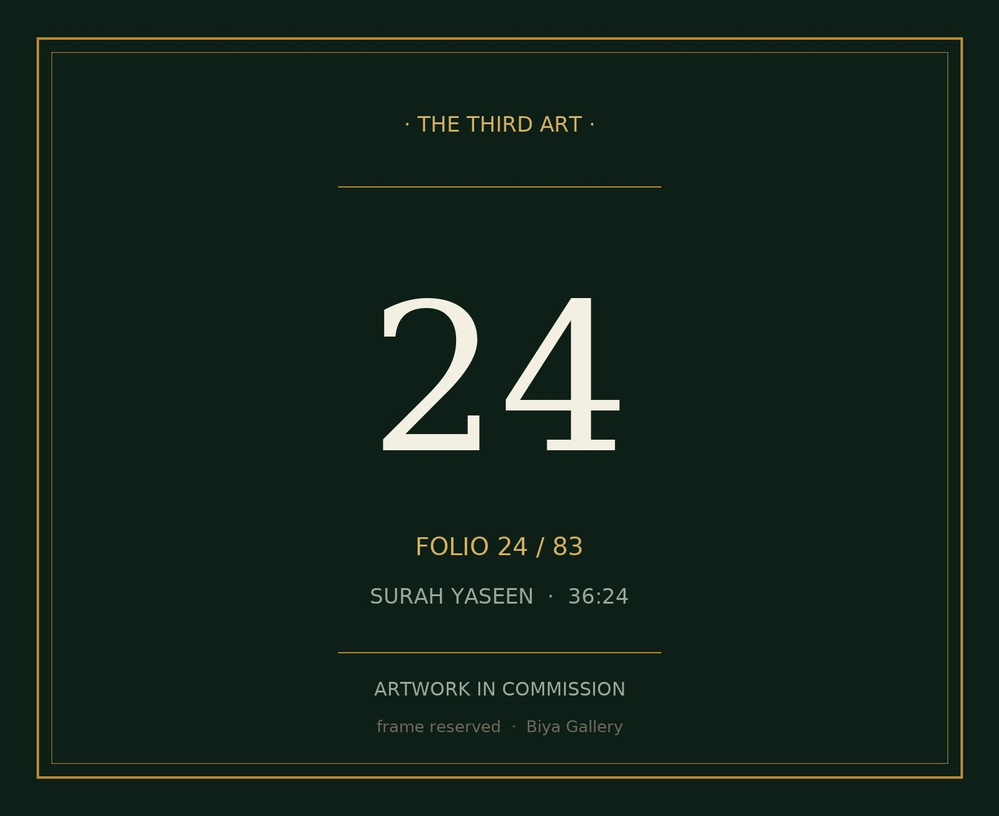 · THE THIRD ART ·
24
FOLIO 24 / 83
SURAH YASEEN · 36:24
ARTWORK IN COMMISSION
frame reserved · Biya Gallery